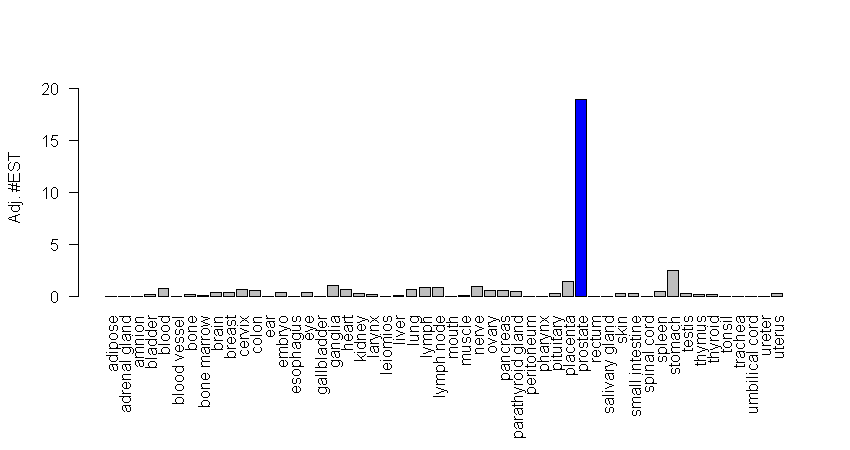 20
15
10
5
0
Adj. #EST
adipose
adrenal gland
amnion
bladder
blood
blood vessel
bone
bone marrow
brain
breast
cervix
colon
ear
embryo
esophagus
eye
gallbladder
ganglia
heart
kidney
larynx
leiomios
liver
lung
lymph
lymph node
mouth
muscle
nerve
ovary
pancreas
parathyroid gland
peritoneum
pharynx
pituitary
placenta
prostate
rectum
salivary gland
skin
small intestine
spinal cord
spleen
stomach
testis
thymus
thyroid
tonsil
trachea
umbilical cord
ureter
uterus